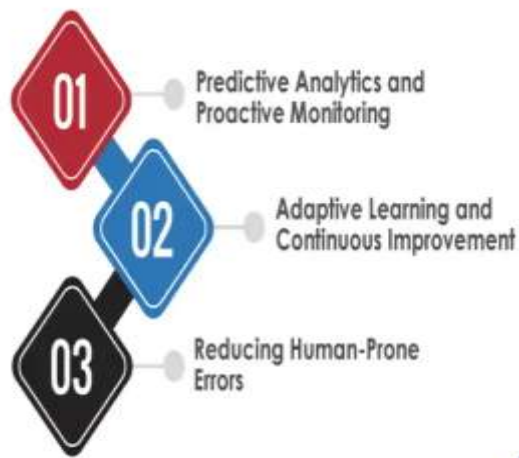 01
Predictive Analytics and
Proactive Monitoring
02
Adaptive Learning and
Continuous Improvement
03
Reducing Human-Prone
Errors